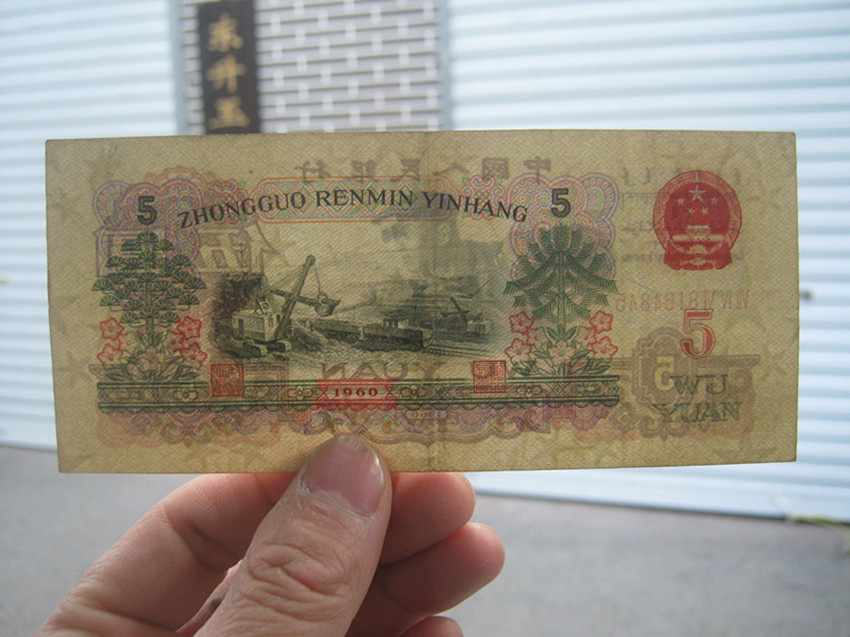 东升玉
5
ZHONGGUO RENMIN YINHANG
5
5
1960
WU
YUAN